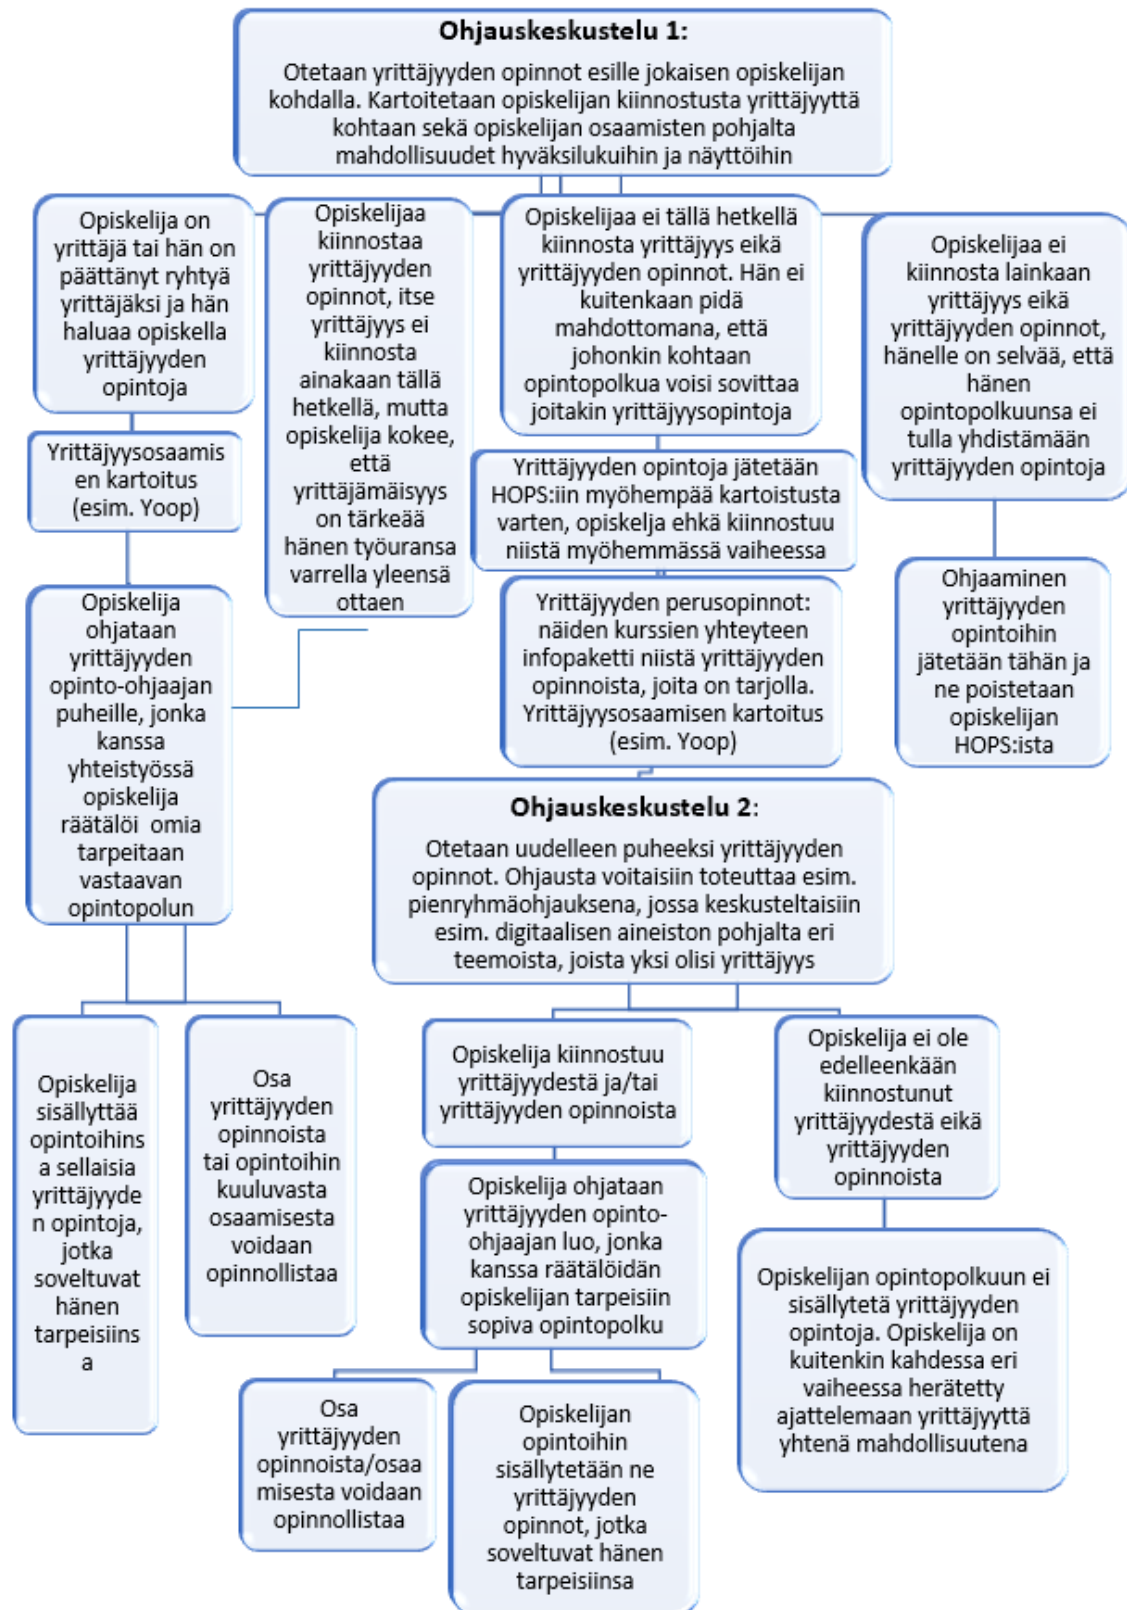 Ohjauskeskustelu 1:
Otetaan yrittäjyyden opinnot esille jokaisen opiskelijan
kohdalla. Kartoitetaan opiskelijan kiinnostusta yrittäjyyttä
kohtaan sekä opiskelijan osaamisten pohjalta
mahdollisuudet hyväksilukuihin ja näyttöihin
Opiskelija on
yrittäjä tai hän on
päättänyt ryhtyä
yrittäjäksi ja hän
haluaa opiskella
yrittäjyyden
opintoja
Opiskelijaa
kiinnostaa
yrittäjyyden
opinnot, itse
yrittäjyys ei
kiinnosta
ainakaan tällä
hetkellä, mutta
opiskelija kokee,
että
yrittäjämäisyys
on tärkeää
hänen työuransa
varrella yleensä
ottaen
Opiskelijaa ei tällä hetkellä
kiinnosta yrittäjyys eikä
yrittäjyyden opinnot. Hän ei
kuitenkaan pidä
mahdottomana, että
johonkin kohtaan
opintopolkua voisi sovittaa
joitakin yrittäjyysopintoja
Opiskelijaa ei
kiinnosta lainkaan
yrittäjyys eikä
yrittäjyyden opinnot,
hänelle on selvää, että
hänen
opintopolkuunsa ei
tulla yhdistämään
yrittäjyyden opintoja
Yrittäjyysosaamis
en kartoitus
(esim. Yoop)
Yrittäjyyden opintoja jätetään
HOPS:iin myöhempää kartoistusta
varten, opiskelja ehkä kiinnostuu
niistä myöhemmässä vaiheessa
Ohjaaminen
yrittäjyyden
opintoihin
jätetään tähän ja
ne poistetaan
opiskelijan
HOPS:ista
Opiskelija
ohjataan
yrittäjyyden
opinto-ohjaajan
puheille, jonka
kanssa
yhteistyössä
opiskelija
räätälöi omia
tarpeitaan
vastaavan
opintopolun
Yrittäjyyden perusopinnot:
näiden kurssien yhteyteen
infopaketti niistä yrittäjyyden
opinnoista, joita on tarjolla.
Yrittäjyysosaamisen kartoitus
(esim. Yoop)
Ohjauskeskustelu 2:
Otetaan uudelleen puheeksi yrittäjyyden
opinnot. Ohjausta voitaisiin toteuttaa esim.
pienryhmäohjauksena, jossa keskusteltaisiin
esim. digitaalisen aineiston pohjalta eri
teemoista, joista yksi olisi yrittäjyys
Opiskelija
sisällyttää
opintoihin
sa sellaisia
yrittäjyyde
n opintoja,
jotka
soveltuvat
hänen
tarpeisiins
a
Osa
yrittäjyyden
opinnoista
tai opintoihin
kuuluvasta
osaamisesta
voidaan
opinnollistaa
Opiskelija kiinnostuu
yrittäjyydestä ja/tai
yrittäjyyden opinnoista
Opiskelija ei ole
edelleenkään
kiinnostunut
yrittäjyydestä eikä
yrittäjyyden
opinnoista
Opiskelija ohjataan
yrittäjyyden opinto-
ohjaajan luo, jonka
kanssa räätälöidän
opiskelijan tarpeisiin
sopiva opintopolku
Opiskelijan opintopolkuun ei
sisällytetä yrittäjyyden
opintoja. Opiskelija on
kuitenkin kahdessa eri
vaiheessa herätetty
ajattelemaan yrittäjyyttä
yhtenä mahdollisuutena
Osa
yrittäjyyden
opinnoista/osaa
misesta voidaan
opinnollistaa
Opiskelijan
opintoihin
sisällytetään ne
yrittäjyyden
opinnot, jotka
soveltuvat hänen
tarpeisiinsa